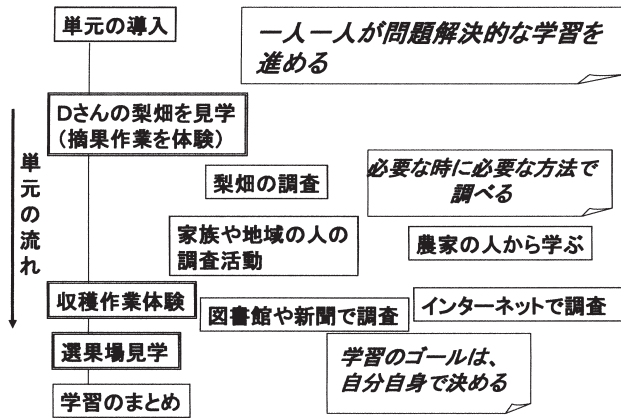 単元の導入
一人一人が問題解決的な学習を
進める
Dさんの梨畑を見学
(摘果作業を体験)
単元の流れ
梨畑の調査
必要な時に必要な方法で
調べる
家族や地域の人の
調査活動
農家の人から学ぶ
収穫作業体験
図書館や新聞で調査
インターネットで調査
選果場見学
学習のゴールは、
自分自身で決める
学習のまとめ